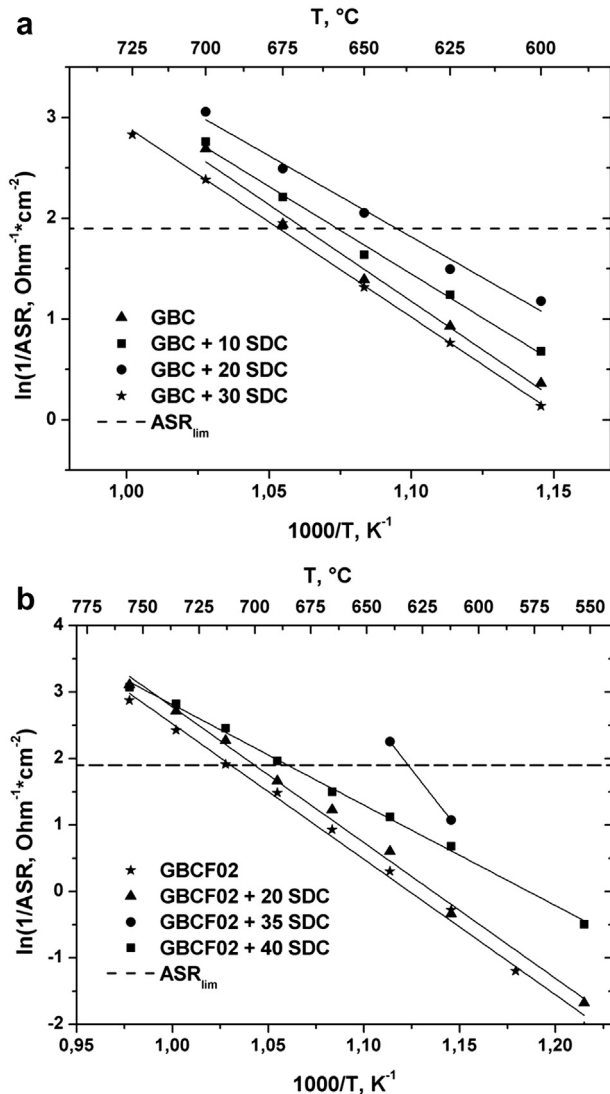 a
T, °C
725 700 675 650 625 600
ln(1/ASR, Ohm-1*cm-2)
3
2
1
0
GBC
GBC + 10 SDC
GBC + 20 SDC
GBC + 30 SDC
ASRlim
1,00 1,05 1,10 1,15
1000/T, K-1
b
T, °C
775 750 725 700 675 650 625 600 575 550
ln(1/ASR, Ohm-1*cm-2)
4
3
2
1
0
-1
-2
GBCF02
GBCF02 + 20 SDC
GBCF02 + 35 SDC
GBCF02 + 40 SDC
ASRlim
0,95 1,00 1,05 1,10 1,15 1,20
1000/T, K-1